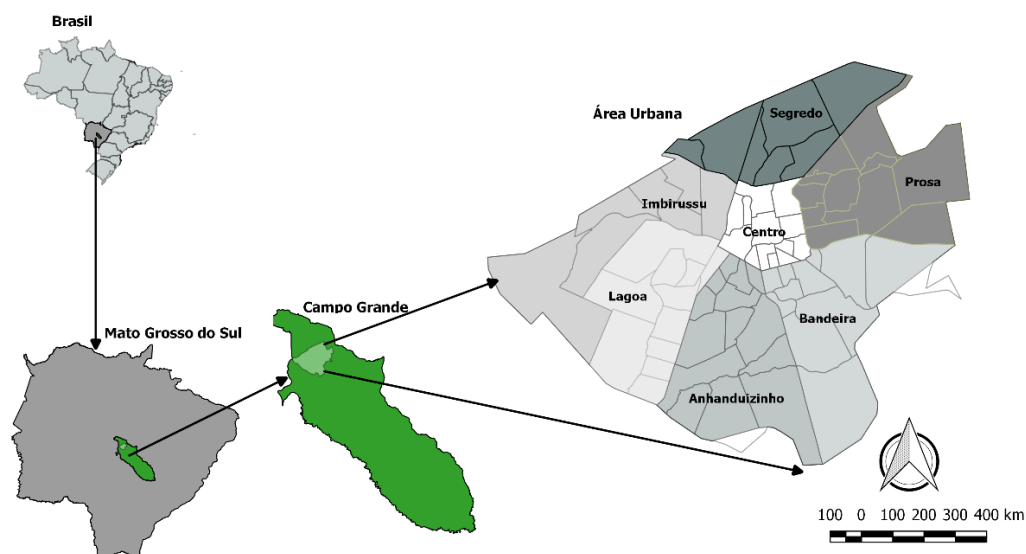 Brasil
Área Urbana
Segredo
Prosa
Imbirussu
Centro
Lagoa
Bandeira
Anhanduizinho
Campo Grande
Mato Grosso do Sul
100 0 100 200 300 400 km